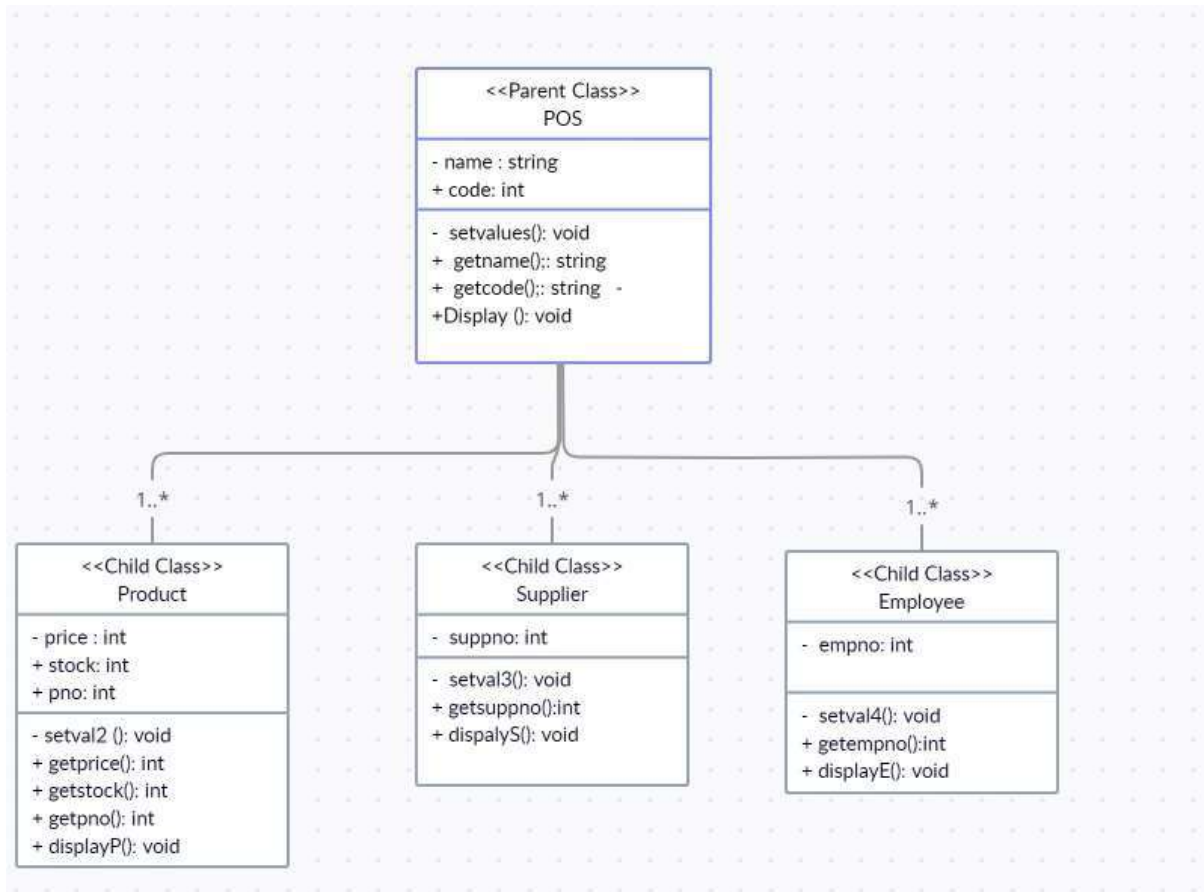 <<Parent Class>>
POS
- name : string
+ code: int
- setvalues(): void
+ getname();: string
+ getcode();: string -
+Display (): void
1..*
1..*
1..*
<<Child Class>>
Product
- price : int
+ stock: int
+ pno: int
- setval2 (): void
+ getprice(): int
+ getstock(): int
+ getpno(): int
+ displayP(): void
<<Child Class>>
Supplier
- suppno: int
- setval3(): void
+ getsuppno():int
+ dispalyS(): void
<<Child Class>>
Employee
- empno: int
- setval4(): void
+ getempno():int
+ displayE(): void